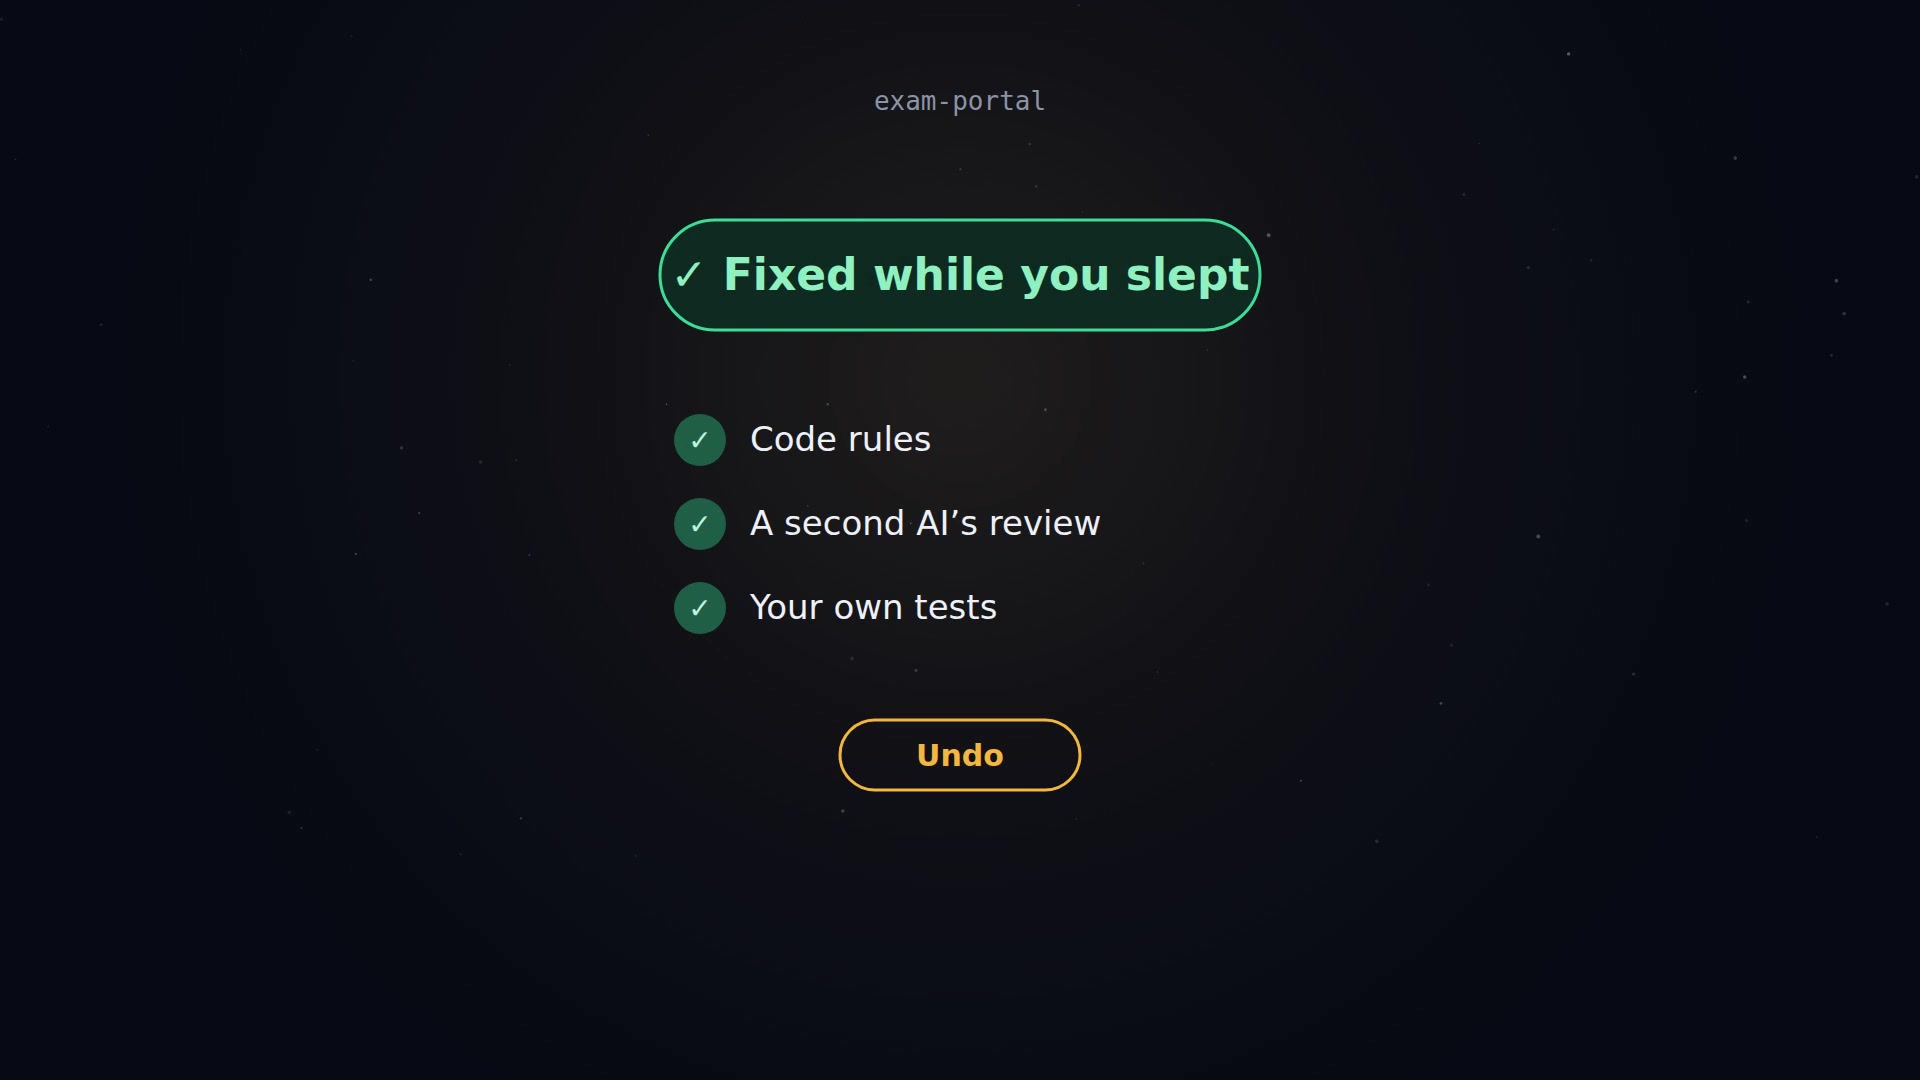 exam-portal
✓ Fixed while you slept
✓ Code rules
✓ A second AI’s review
✓ Your own tests
Undo